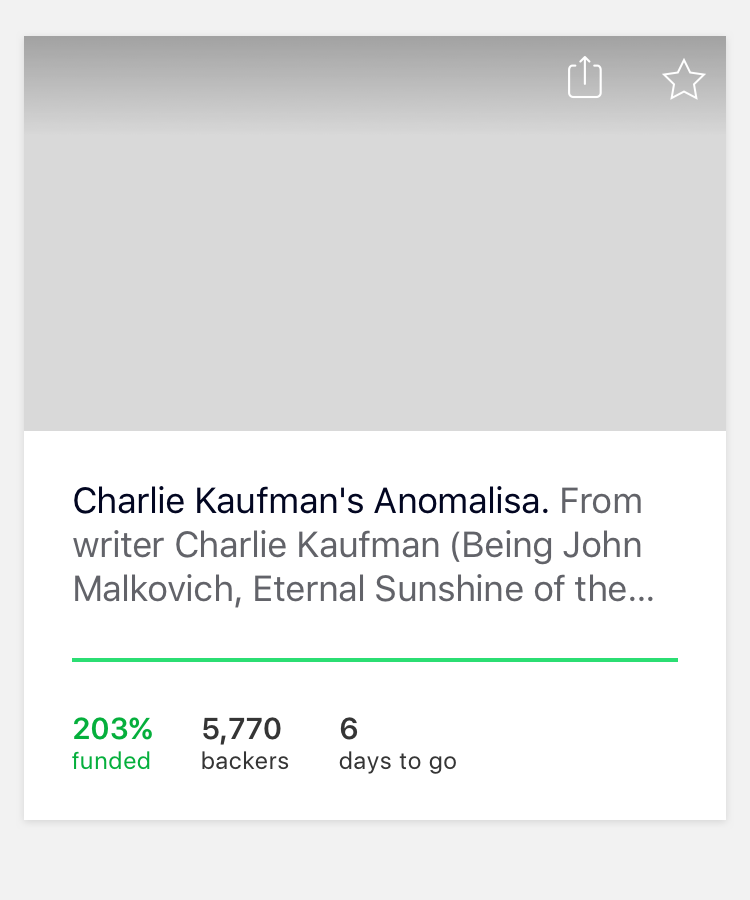 Charlie Kaufman's Anomalisa. From
writer Charlie Kaufman (Being John
Malkovich, Eternal Sunshine of the...
203% 5,770 6
funded backers days to go